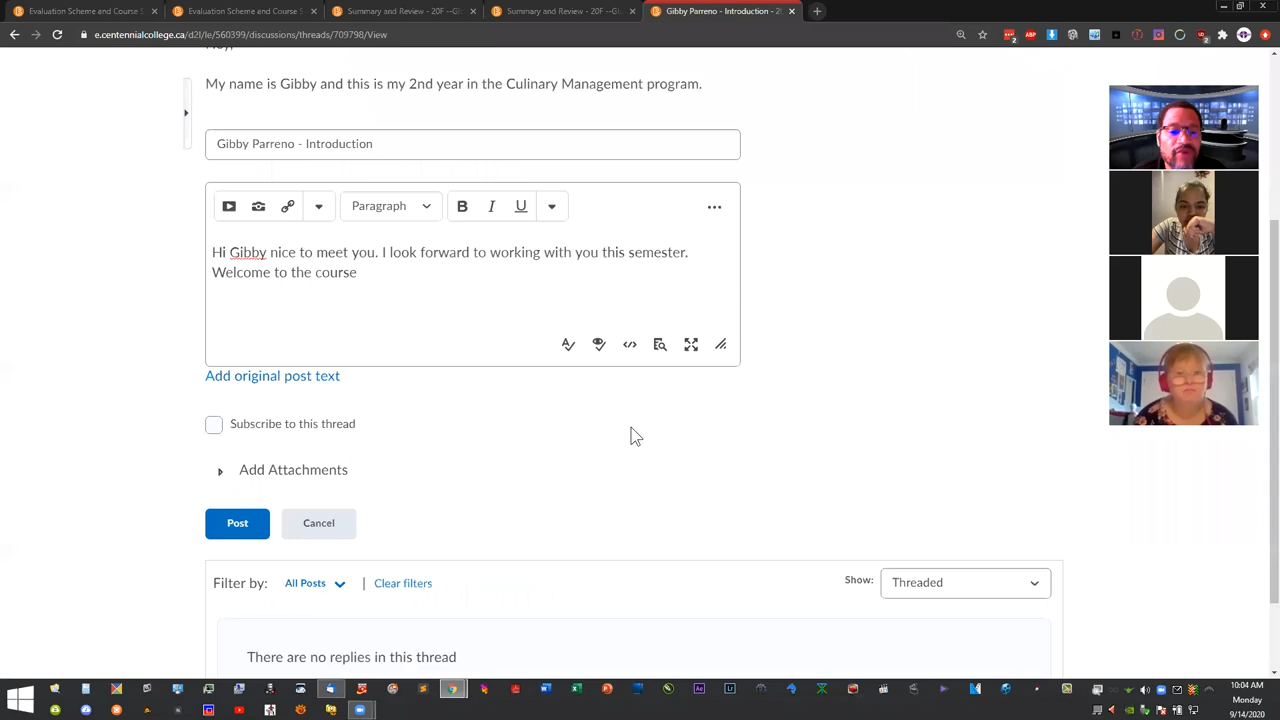 Evaluation Scheme and Course S
Evaluation Scheme and Course S
Summary and Review - 20F --Gib
Summary and Review - 20F --Gib
Gibby Parreno - Introduction - 20
e.centennialcollege.ca/d2l/le/560399/discussions/threads/709798/View
My name is Gibby and this is my 2nd year in the Culinary Management program.
Gibby Parreno - Introduction
Paragraph
B I U
Hi Gibby nice to meet you. I look forward to working with you this semester.
Welcome to the course
Add original post text
Subscribe to this thread
Add Attachments
Post Cancel
Filter by: All Posts | Clear filters Show: Threaded
There are no replies in this thread
10:04 AM
Monday
9/14/2020